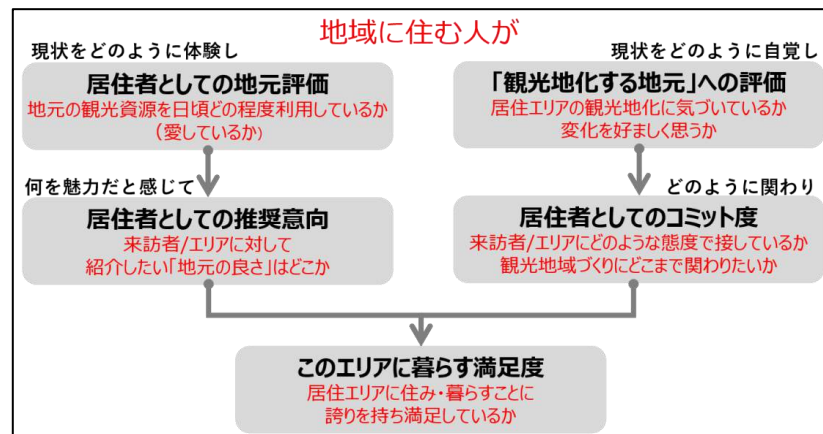 地域に住む人が
現状をどのように体験し
居住者としての地元評価
地元の観光資源を日頃どの程度利用しているか
（愛しているか）
何を魅力だと感じて
居住者としての推奨意向
来訪者/エリアに対して
紹介したい「地元の良さ」はどこか
現状をどのように自覚し
「観光地化する地元」への評価
居住エリアの観光地化に気づいているか
変化を好ましく思うか
どのように関わり
居住者としてのコミット度
来訪者/エリアにどのような態度で接しているか
観光地域づくりにどこまで関わりたいか
このエリアに暮らす満足度
居住エリアに住み・暮らすことに
誇りを持ち満足しているか